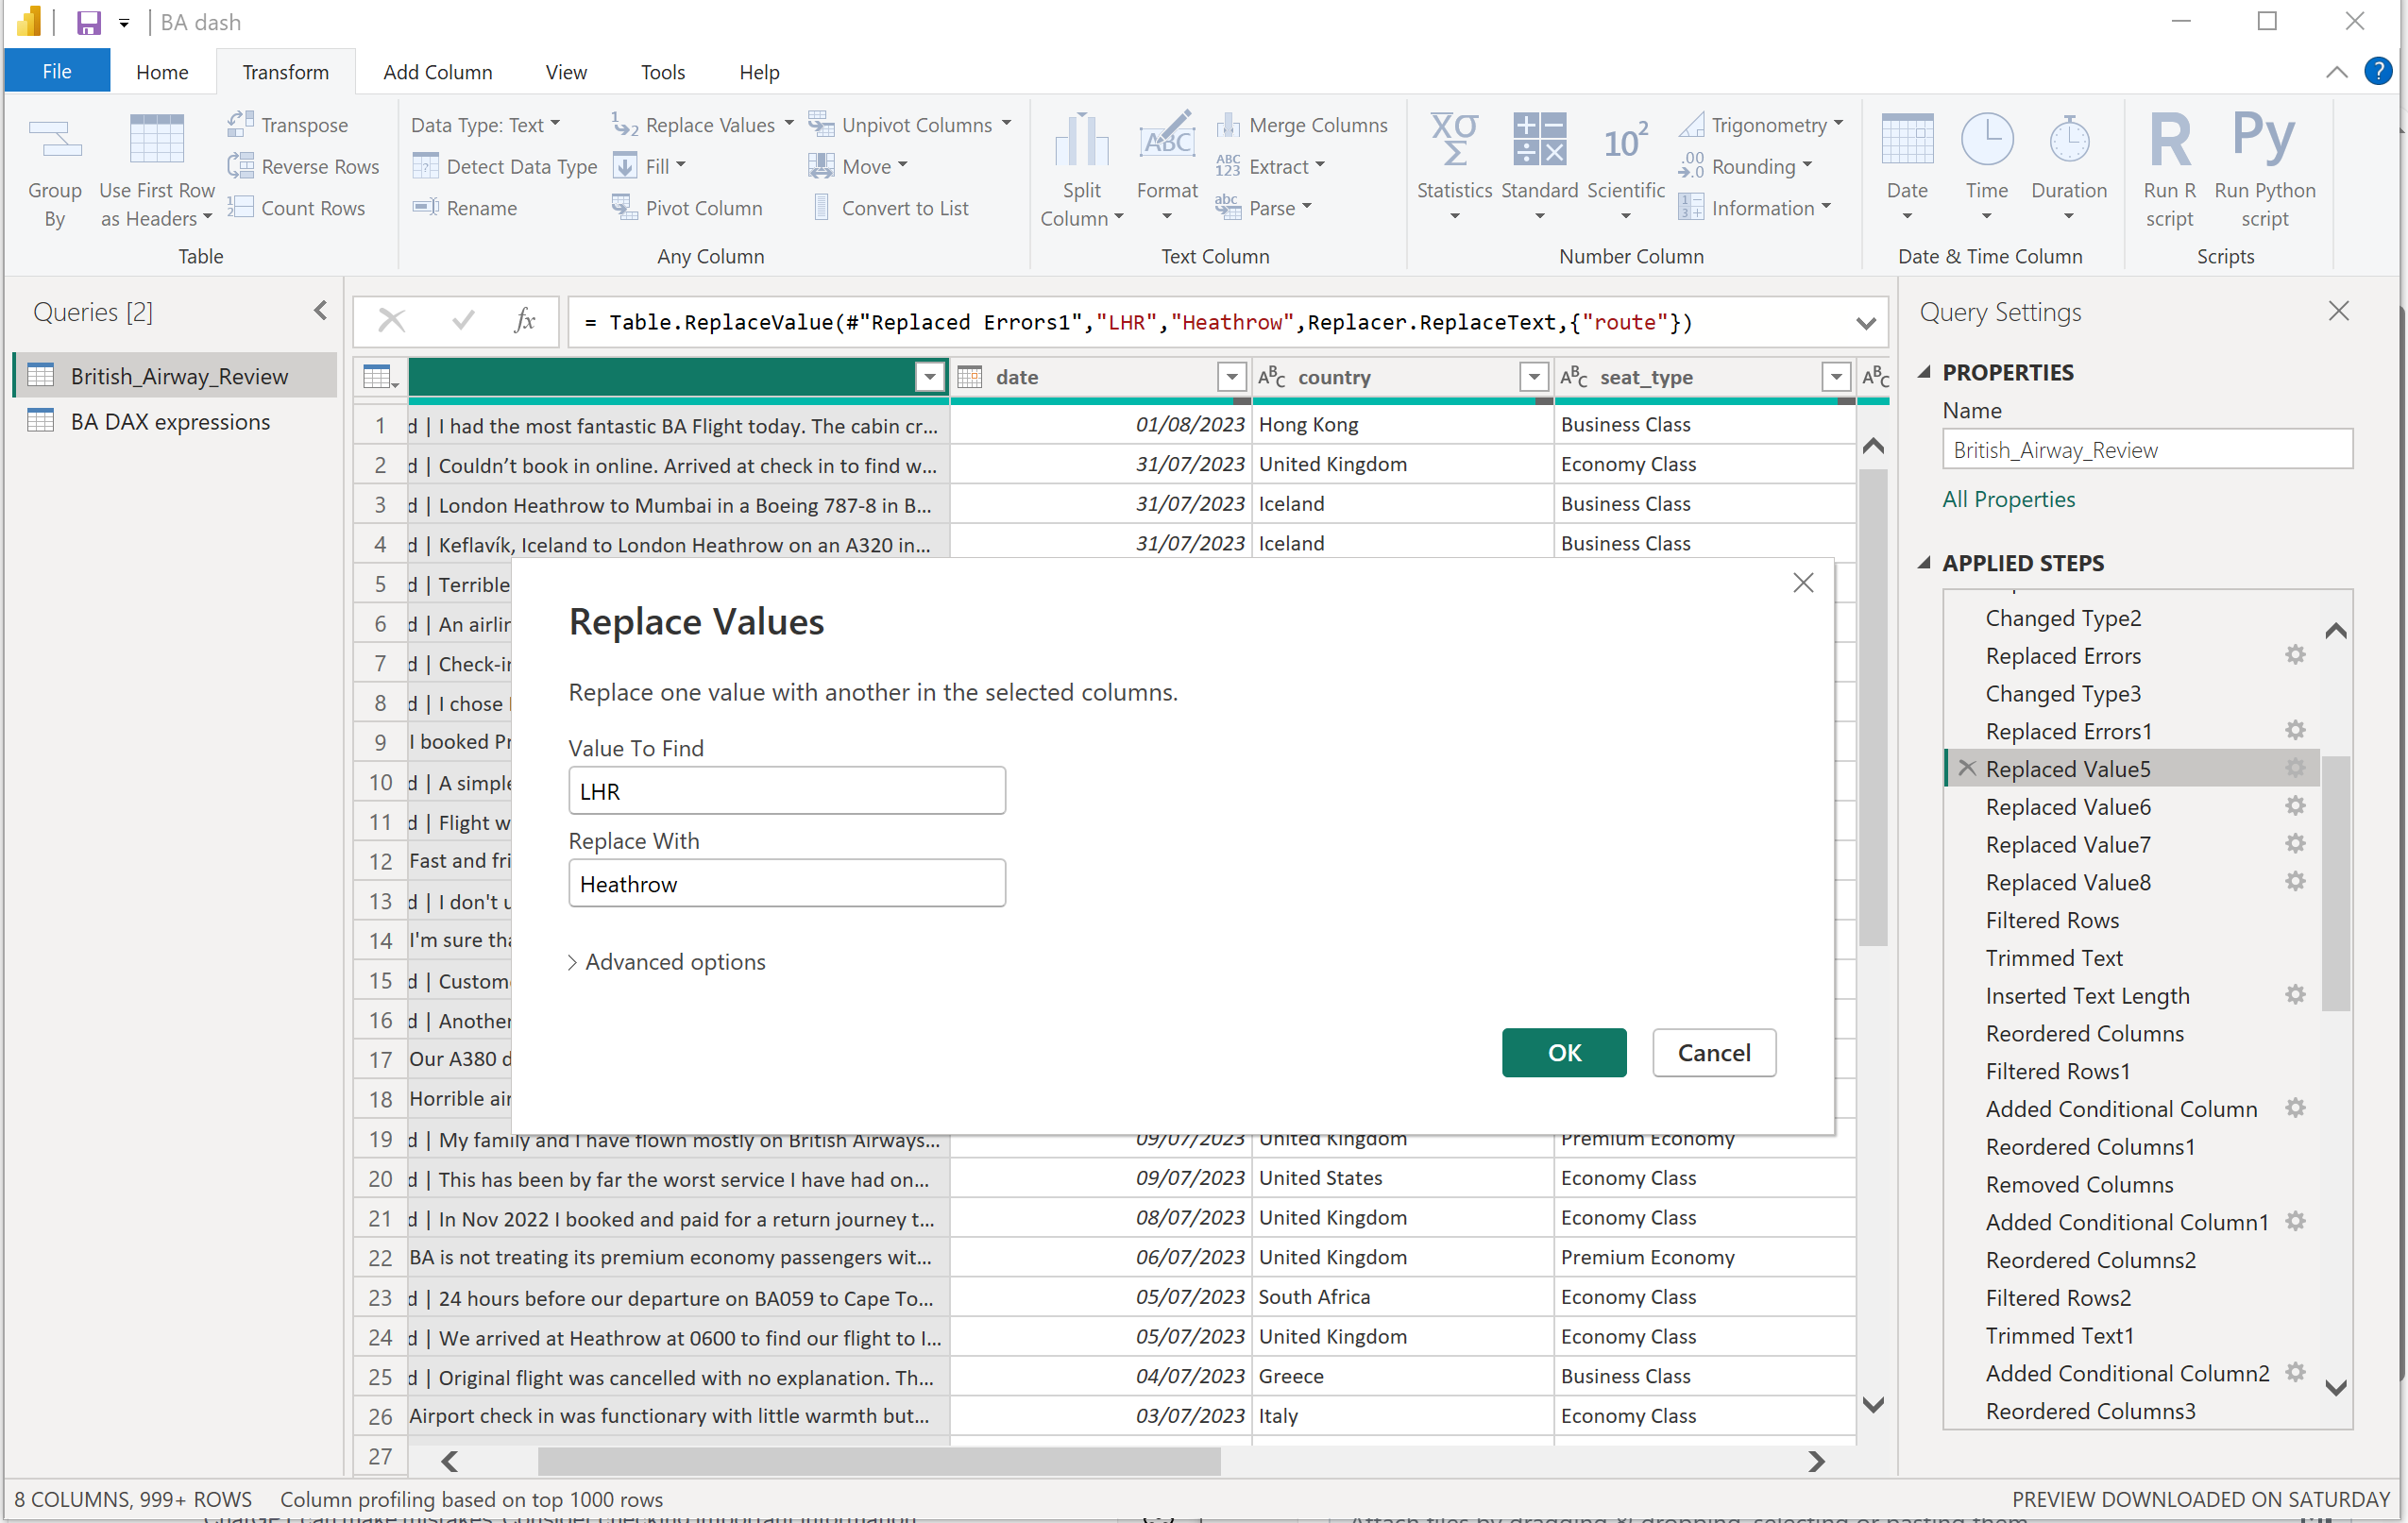 BA dash
File Home Transform Add Column View Tools Help
Group By
Use First Row as Headers
Transpose
Reverse Rows
Count Rows
Table
Data Type: Text
Detect Data Type
Rename
Replace Values
Fill
Pivot Column
Unpivot Columns
Move
Convert to List
Any Column
Split Column
Format
Merge Columns
Extract
Parse
Text Column
Statistics
Standard
Scientific
Trigonometry
Rounding
Information
Number Column
Date
Time
Duration
Date & Time Column
Run R script
Run Python script
Scripts
Queries [2]
British_Airway_Review
BA DAX expressions
fx
= Table.ReplaceValue(#"Replaced Errors1","LHR","Heathrow",Replacer.ReplaceText,{"route"})
date country seat_type
1 d | I had the most fantastic BA Flight today. The cabin cr... 01/08/2023 Hong Kong Business Class
2 d | Couldn’t book in online. Arrived at check in to find w... 31/07/2023 United Kingdom Economy Class
3 d | London Heathrow to Mumbai in a Boeing 787-8 in B... 31/07/2023 Iceland Business Class
4 d | Keflavík, Iceland to London Heathrow on an A320 in... 31/07/2023 Iceland Business Class
5 d | Terrible
6 d | An airlin
7 d | Check-in
8 d | I chose
9 I booked Pr
10 d | A simple
11 d | Flight w
12 Fast and fri
13 d | I don't u
14 I'm sure tha
15 d | Custom
16 d | Another
17 Our A380 d
18 Horrible air
19 d | My family and I have flown mostly on British Airways... 09/07/2023 United Kingdom Premium Economy
20 d | This has been by far the worst service I have had on... 09/07/2023 United States Economy Class
21 d | In Nov 2022 I booked and paid for a return journey t... 08/07/2023 United Kingdom Economy Class
22 BA is not treating its premium economy passengers wit... 06/07/2023 United Kingdom Premium Economy
23 d | 24 hours before our departure on BA059 to Cape To... 05/07/2023 South Africa Economy Class
24 d | We arrived at Heathrow at 0600 to find our flight to I... 05/07/2023 United Kingdom Economy Class
25 d | Original flight was cancelled with no explanation. Th... 04/07/2023 Greece Business Class
26 Airport check in was functionary with little warmth but... 03/07/2023 Italy Economy Class
27
Replace Values
Replace one value with another in the selected columns.
Value To Find
LHR
Replace With
Heathrow
Advanced options
OK Cancel
Query Settings
PROPERTIES
Name
British_Airway_Review
All Properties
APPLIED STEPS
Changed Type2
Replaced Errors
Changed Type3
Replaced Errors1
Replaced Value5
Replaced Value6
Replaced Value7
Replaced Value8
Filtered Rows
Trimmed Text
Inserted Text Length
Reordered Columns
Filtered Rows1
Added Conditional Column
Reordered Columns1
Removed Columns
Added Conditional Column1
Reordered Columns2
Filtered Rows2
Trimmed Text1
Added Conditional Column2
Reordered Columns3
8 COLUMNS, 999+ ROWS Column profiling based on top 1000 rows PREVIEW DOWNLOADED ON SATURDAY